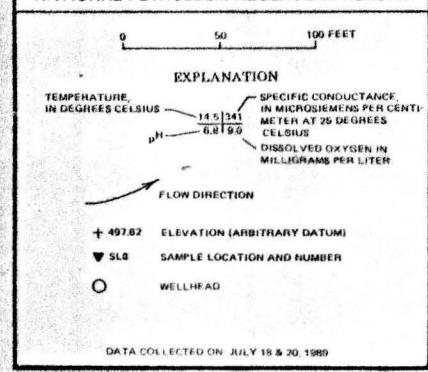 0 50 100 FEET
EXPLANATION
TEMPERATURE,
IN DEGREES CELSIUS
SPECIFIC CONDUCTANCE,
IN MICROSIEMENS PER CENTI-
METER AT 25 DEGREES
CELSIUS
14.5 341
pH 6.8 9.0
DISSOLVED OXYGEN IN
MILLIGRAMS PER LITER
FLOW DIRECTION
+ 497.62 ELEVATION (ARBITRARY DATUM)
▼ SL8 SAMPLE LOCATION AND NUMBER
WELLHEAD
DATA COLLECTED ON JULY 18 & 20, 1989